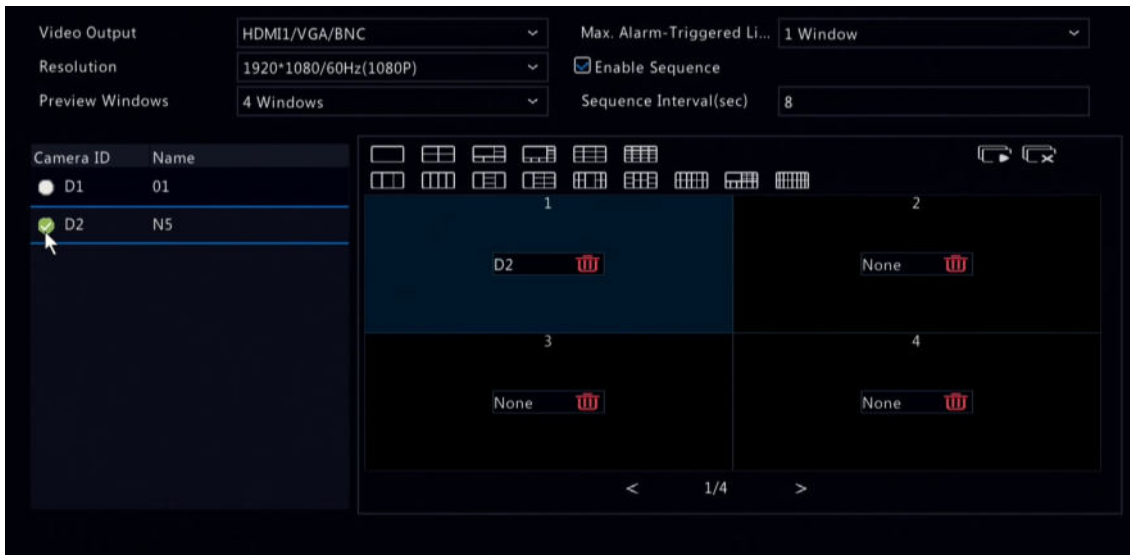 Video Output HDMI1/VGA/BNC Max. Alarm-Triggered Li... 1 Window
Resolution 1920*1080/60Hz(1080P) Enable Sequence
Preview Windows 4 Windows Sequence Interval(sec) 8
Camera ID Name
D1 01
D2 N5
1 2
D2 None
3 4
None None
< 1/4 >